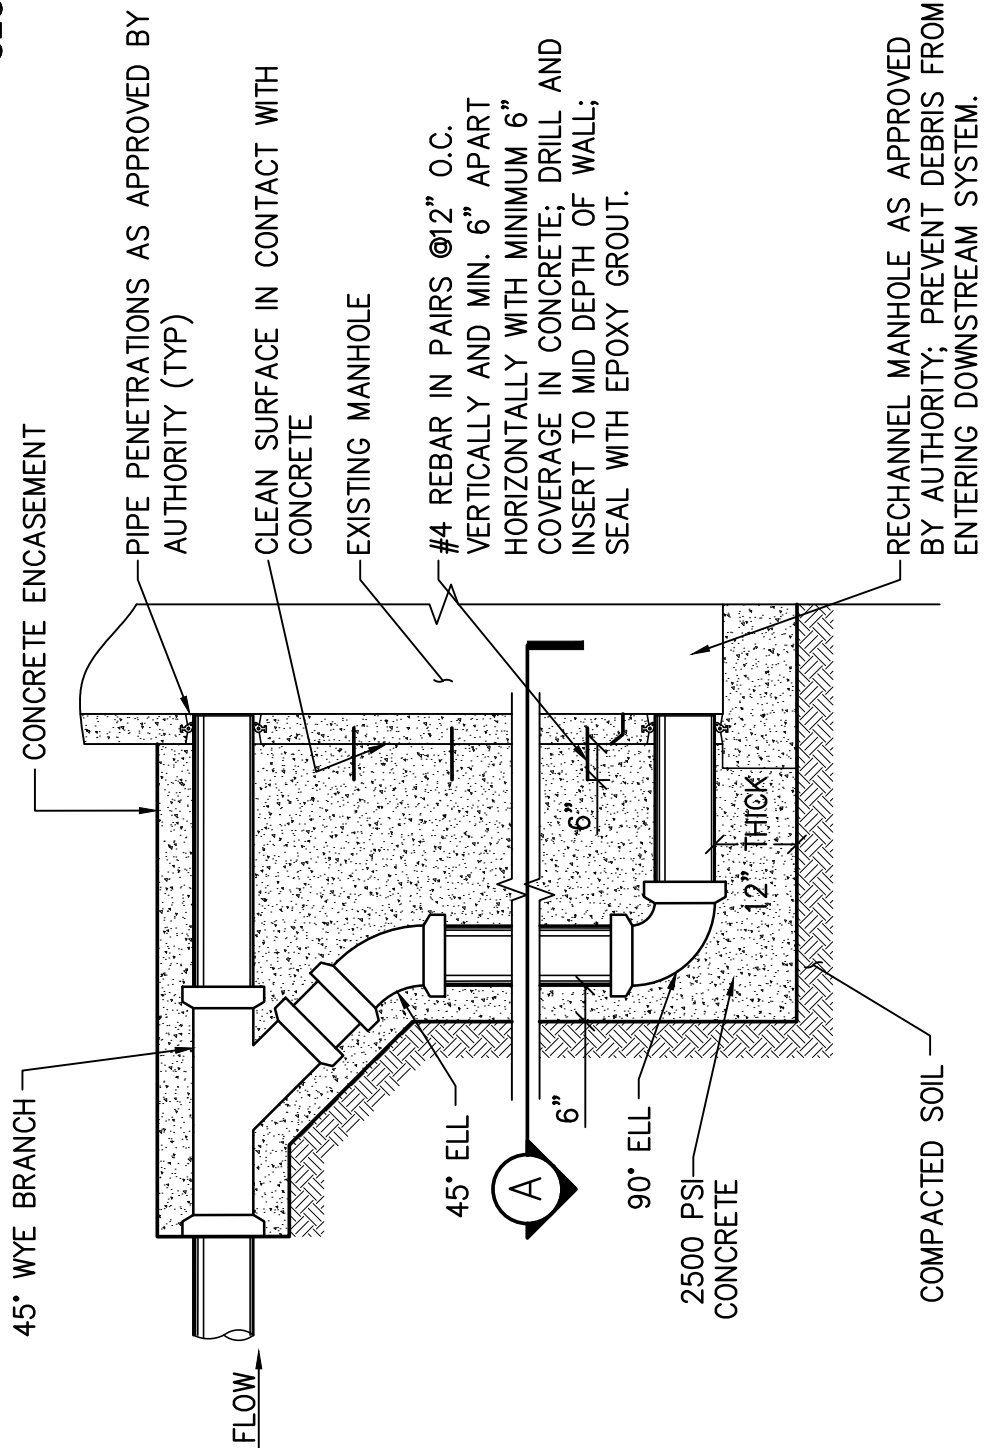 CONCRETE ENCASEMENT
45° WYE BRANCH
PIPE PENETRATIONS AS APPROVED BY
AUTHORITY (TYP)
CLEAN SURFACE IN CONTACT WITH
CONCRETE
EXISTING MANHOLE
#4 REBAR IN PAIRS @12" O.C.
VERTICALLY AND MIN. 6" APART
HORIZONTALLY WITH MINIMUM 6"
COVERAGE IN CONCRETE; DRILL AND
INSERT TO MID DEPTH OF WALL;
SEAL WITH EPOXY GROUT.
RECHANNEL MANHOLE AS APPROVED
BY AUTHORITY; PREVENT DEBRIS FROM
ENTERING DOWNSTREAM SYSTEM.
FLOW
45° ELL
A
6"
6"
90° ELL
12" THICK
2500 PSI
CONCRETE
COMPACTED SOIL